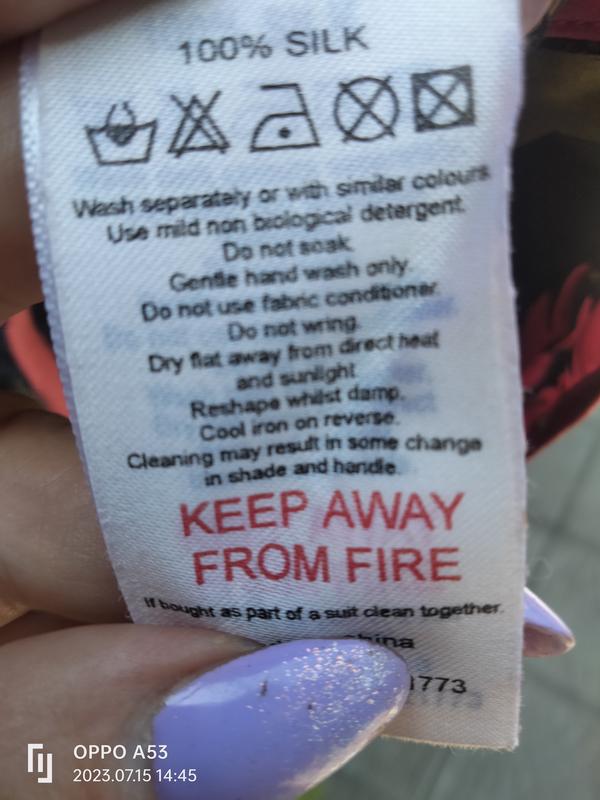 100% SILK
Wash separately or with similar colours
Use mild non biological detergent.
Do not soak.
Gentle hand wash only.
Do not use fabric conditioner.
Do not wring.
Dry flat away from direct heat
and sunlight
Reshape whilst damp.
Cool iron on reverse.
Cleaning may result in some change
in shade and handle.
KEEP AWAY
FROM FIRE
If bought as part of a suit clean together.
China
1773
OPPO A53
2023.07.15 14:45